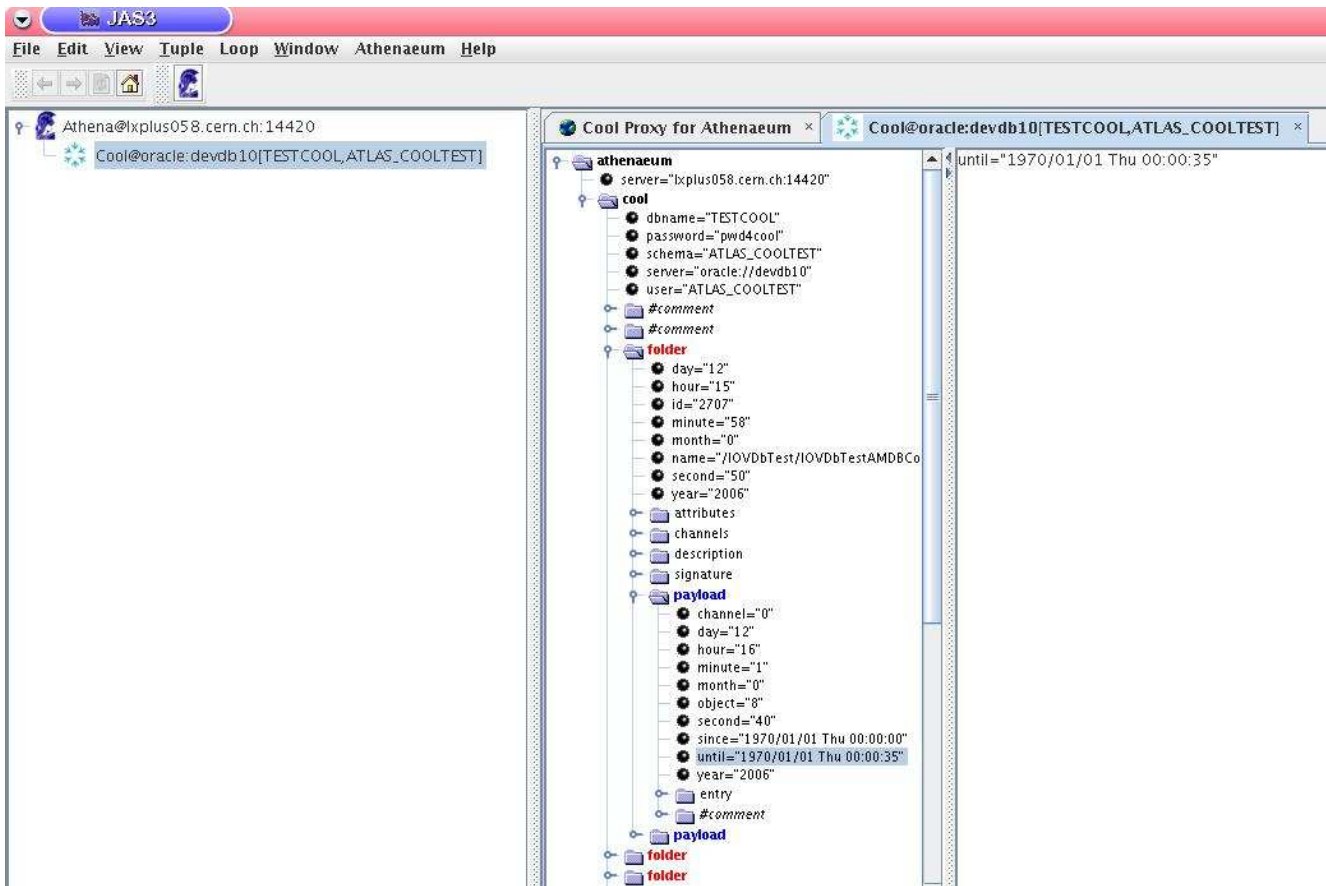 JAS3
File Edit View Tuple Loop Window Athenaeum Help
Athena@lxplus058.cern.ch:14420
Cool@oracle:devdb10[TESTCOOL,ATLAS_COOLTEST]
Cool Proxy for Athenaeum × Cool@oracle:devdb10[TESTCOOL,ATLAS_COOLTEST] ×
athenaeum
server="lxplus058.cern.ch:14420"
cool
dbname="TESTCOOL"
password="pwd4cool"
schema="ATLAS_COOLTEST"
server="oracle://devdb10"
user="ATLAS_COOLTEST"
#comment
#comment
folder
day="12"
hour="15"
id="2707"
minute="58"
month="0"
name="/IOVDbTest/IOVDbTestAMDBCo
second="50"
year="2006"
attributes
channels
description
signature
payload
channel="0"
day="12"
hour="16"
minute="1"
month="0"
object="8"
second="40"
since="1970/01/01 Thu 00:00:00"
until="1970/01/01 Thu 00:00:35"
year="2006"
entry
#comment
payload
folder
folder
until="1970/01/01 Thu 00:00:35"